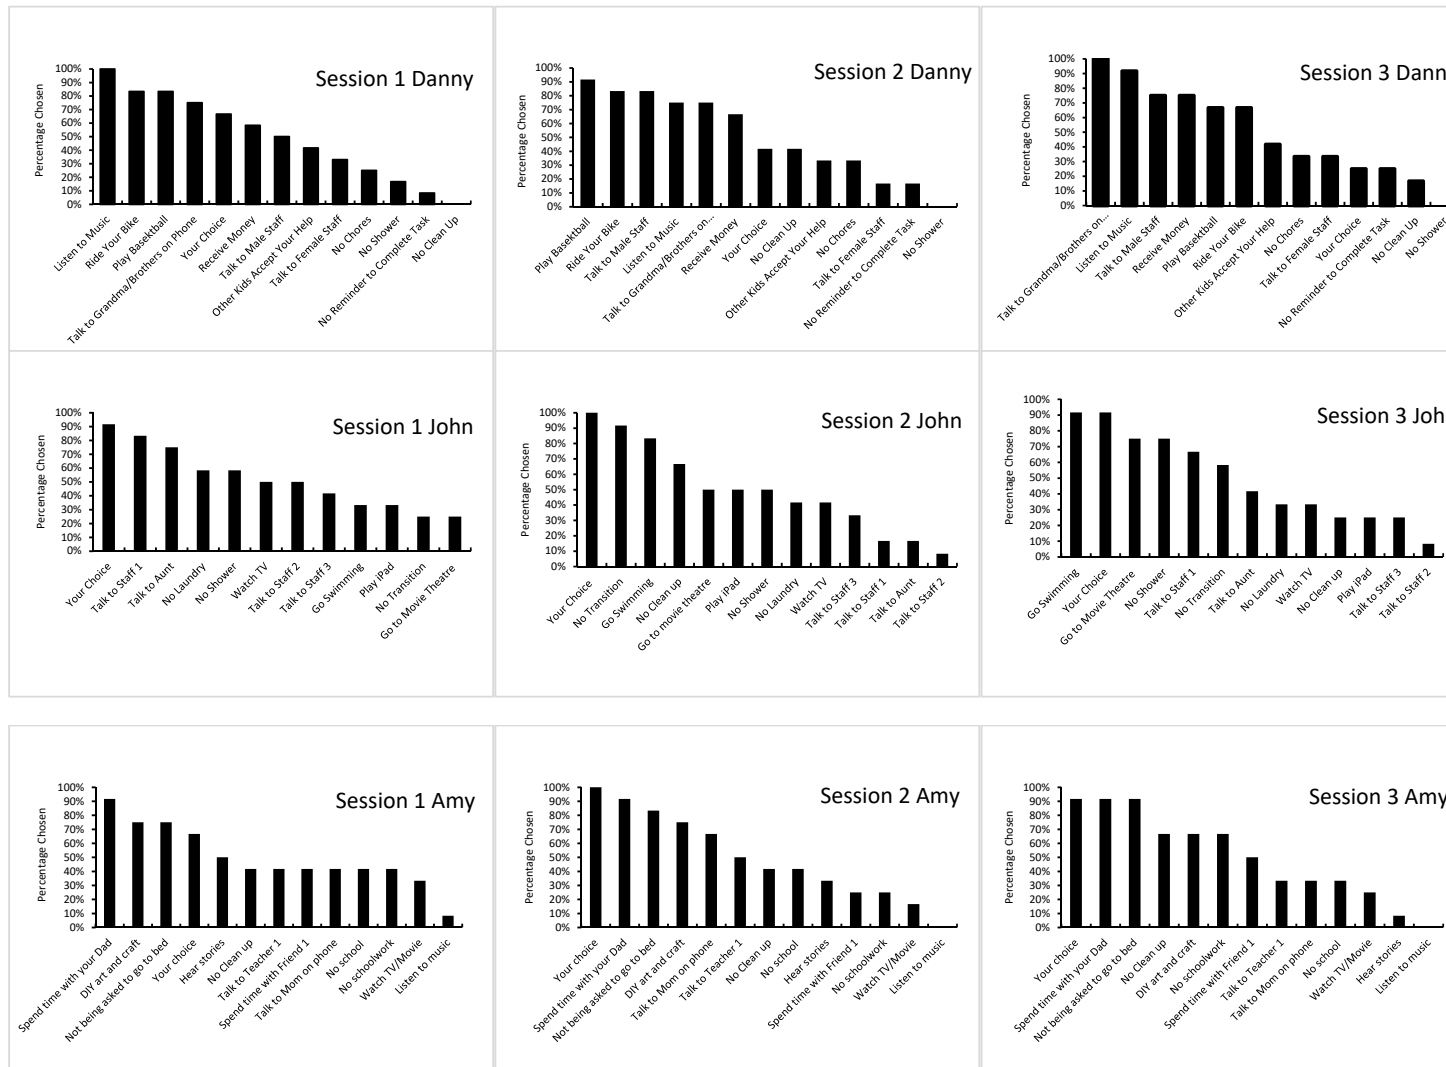 Session 1 Danny
Percentage Chosen
100%
90%
80%
70%
60%
50%
40%
30%
20%
10%
0%
Listen to Music
Ride Your Bike
Play Basektball
Talk to Grandma/Brothers on Phone
Your Choice
Receive Money
Talk to Male Staff
Other Kids Accept Your Help
Talk to Female Staff
No Chores
No Shower
No Reminder to Complete Task
No Clean Up
Session 2 Danny
Percentage Chosen
100%
90%
80%
70%
60%
50%
40%
30%
20%
10%
0%
Play Basektball
Ride Your Bike
Talk to Male Staff
Listen to Music
Talk to Grandma/Brothers on...
Receive Money
Your Choice
No Clean Up
Other Kids Accept Your Help
No Chores
Talk to Female Staff
No Reminder to Complete Task
No Shower
Session 3 Dann
Percentage Chosen
100%
90%
80%
70%
60%
50%
40%
30%
20%
10%
0%
Talk to Grandma/Brothers on...
Listen to Music
Talk to Male Staff
Receive Money
Play Basektball
Ride Your Bike
Other Kids Accept Your Help
No Chores
Talk to Female Staff
Your Choice
No Reminder to Complete Task
No Clean Up
No Shower
Session 1 John
Percentage Chosen
100%
90%
80%
70%
60%
50%
40%
30%
20%
10%
0%
Your Choice
Talk to Staff 1
Talk to Aunt
No Laundry
No Shower
Watch TV
Talk to Staff 2
Talk to Staff 3
Go Swimming
Play iPad
No Transition
Go to Movie Theatre
Session 2 John
Percentage Chosen
100%
90%
80%
70%
60%
50%
40%
30%
20%
10%
0%
Your Choice
No Transition
Go Swimming
No Clean up
Go to movie theatre
Play iPad
No Shower
No Laundry
Watch TV
Talk to Staff 3
Talk to Staff 1
Talk to Aunt
Talk to Staff 2
Session 3 Joh
Percentage Chosen
100%
90%
80%
70%
60%
50%
40%
30%
20%
10%
0%
Go Swimming
Your Choice
Go to Movie Theatre
No Shower
Talk to Staff 1
No Transition
Talk to Aunt
No Laundry
Watch TV
No Clean up
Play iPad
Talk to Staff 3
Talk to Staff 2
Session 1 Amy
Percentage Chosen
100%
90%
80%
70%
60%
50%
40%
30%
20%
10%
0%
Spend time with your Dad
DIY art and craft
Not being asked to go to bed
Your choice
Hear stories
No Clean up
Talk to Teacher 1
Spend time with Friend 1
Talk to Mom on phone
No school
No schoolwork
Watch TV/Movie
Listen to music
Session 2 Amy
Percentage Chosen
100%
90%
80%
70%
60%
50%
40%
30%
20%
10%
0%
Your choice
Spend time with your Dad
Not being asked to go to bed
DIY art and craft
Talk to Mom on phone
Talk to Teacher 1
No Clean up
No school
Hear stories
Spend time with Friend 1
No schoolwork
Watch TV/Movie
Listen to music
Session 3 Amy
Percentage Chosen
100%
90%
80%
70%
60%
50%
40%
30%
20%
10%
0%
Your choice
Spend time with your Dad
Not being asked to go to bed
No Clean up
DIY art and craft
No schoolwork
Spend time with Friend 1
Talk to Teacher 1
Talk to Mom on phone
No school
Watch TV/Movie
Hear stories
Listen to music